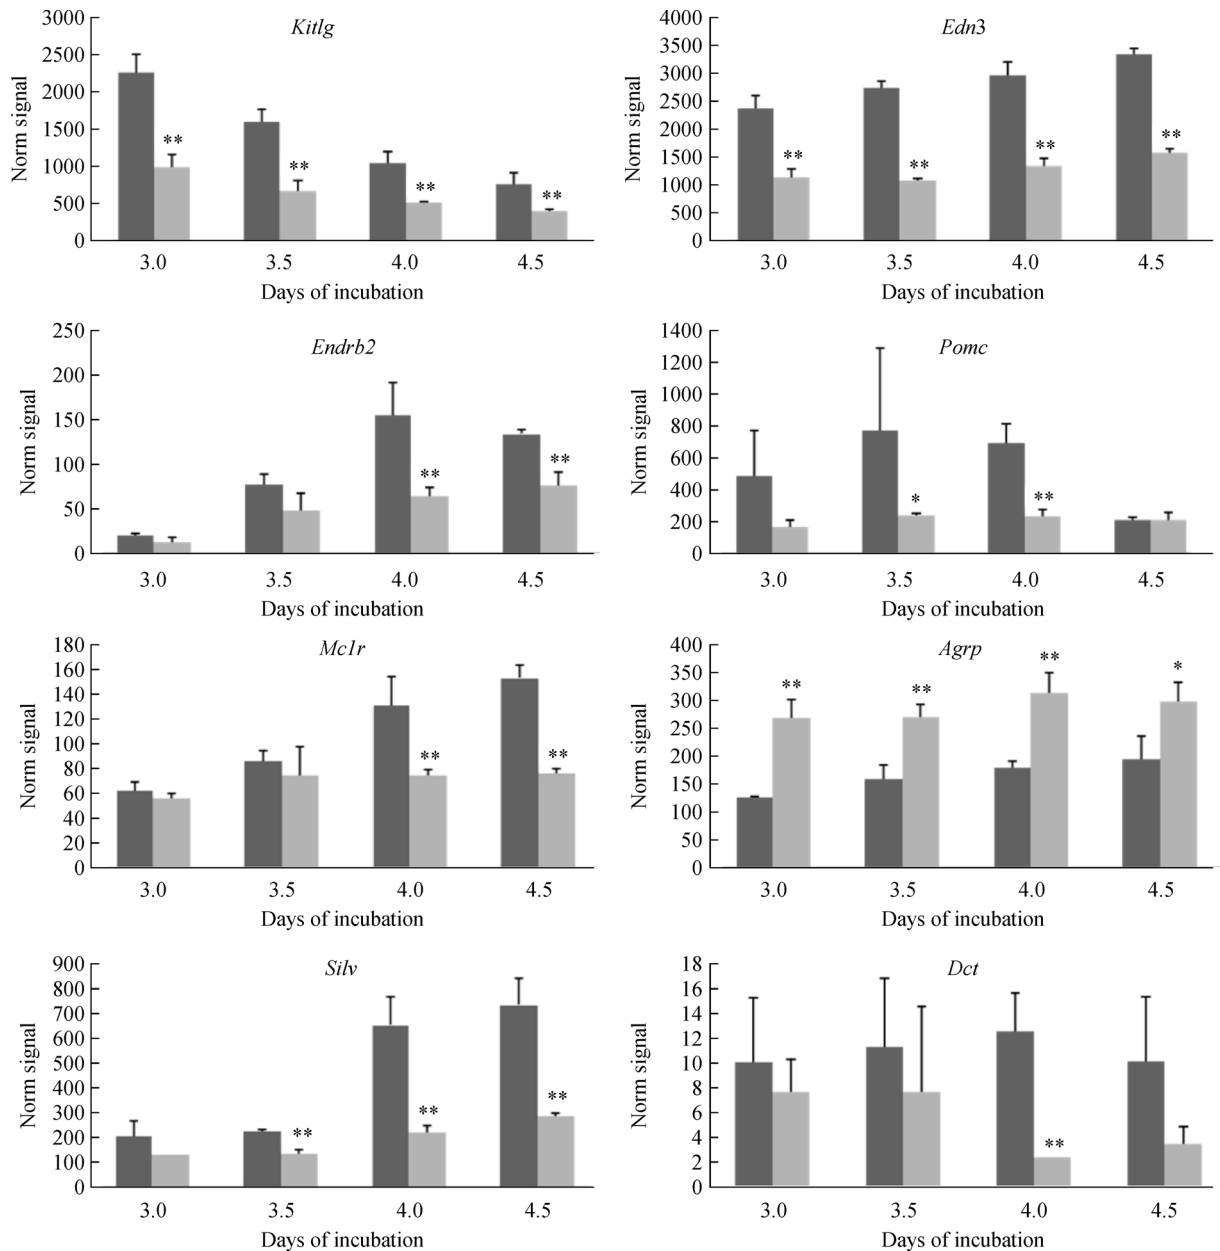 Kitlg
Norm signal
3000
2500
2000
1500
1000
500
0
**
**
**
**
3.0 3.5 4.0 4.5
Days of incubation
Edn3
Norm signal
4000
3500
3000
2500
2000
1500
1000
500
0
**
**
**
**
3.0 3.5 4.0 4.5
Days of incubation
Endrb2
Norm signal
250
200
150
100
50
0
**
**
3.0 3.5 4.0 4.5
Days of incubation
Pomc
Norm signal
1400
1200
1000
800
600
400
200
0
*
**
3.0 3.5 4.0 4.5
Days of incubation
Mc1r
Norm signal
180
160
140
120
100
80
60
40
20
0
**
**
3.0 3.5 4.0 4.5
Days of incubation
Agrp
Norm signal
400
350
300
250
200
150
100
50
0
**
**
**
*
3.0 3.5 4.0 4.5
Days of incubation
Silv
Norm signal
900
800
700
600
500
400
300
200
100
0
**
**
**
3.0 3.5 4.0 4.5
Days of incubation
Dct
Norm signal
18
16
14
12
10
8
6
4
2
0
**
3.0 3.5 4.0 4.5
Days of incubation